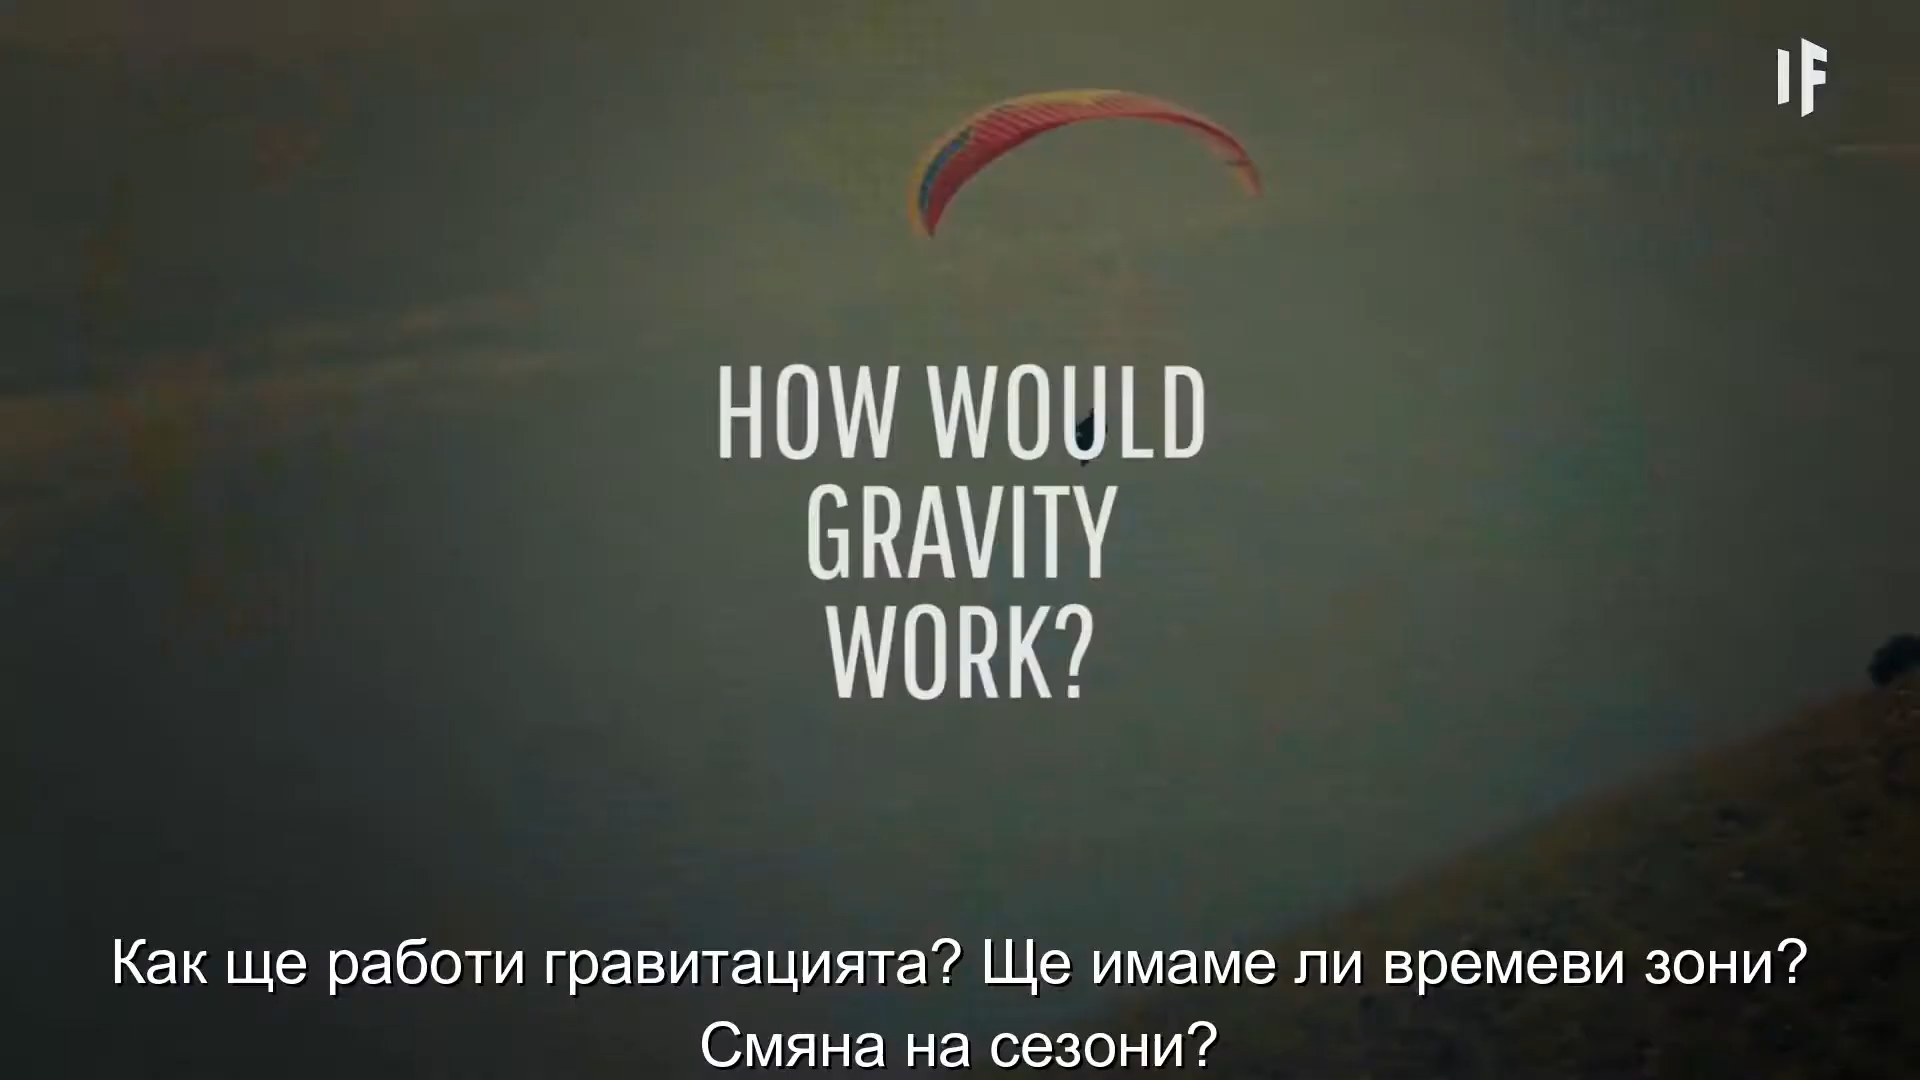 IF
HOW WOULD
GRAVITY
WORK?
Как ще работи гравитацията? Ще имаме ли времеви зони?
Смяна на сезони?